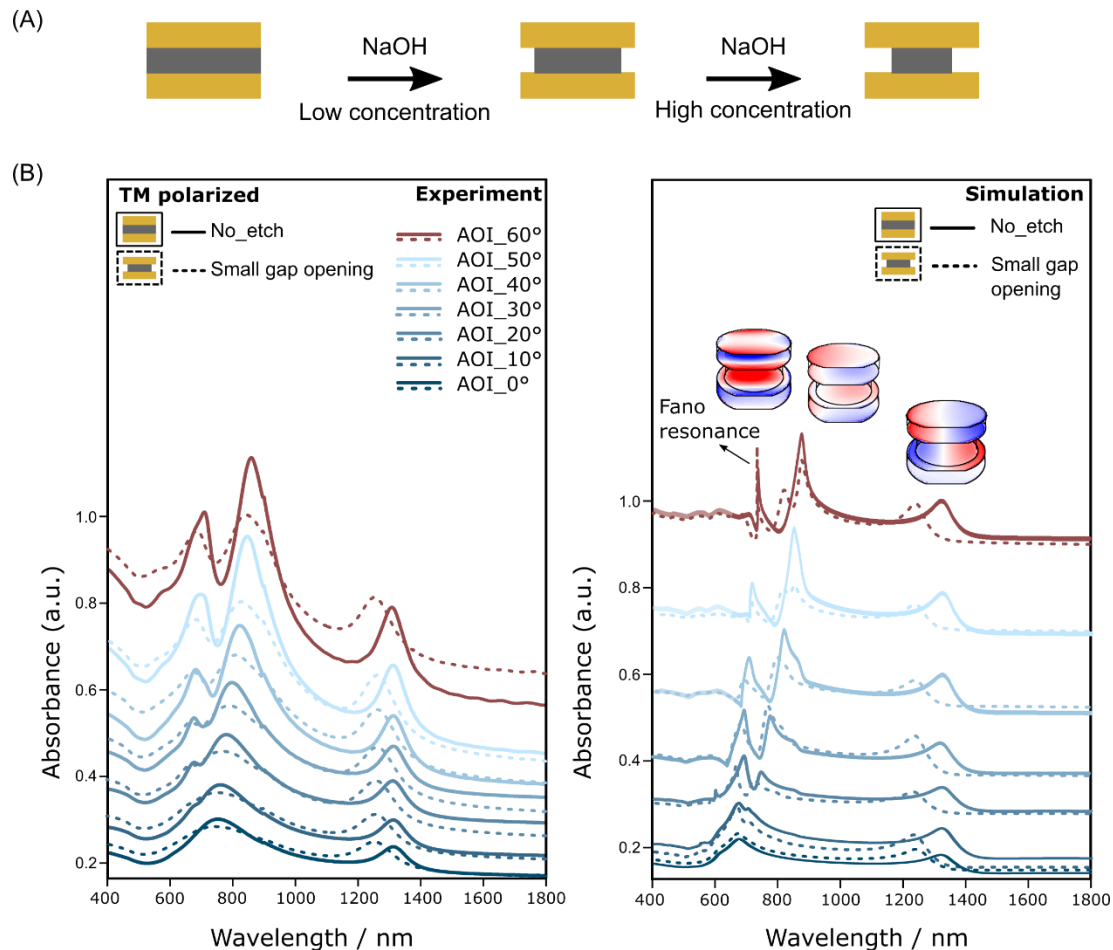 (A)
NaOH
Low concentration
NaOH
High concentration
(B)
TM polarized
Experiment
No_etch
Small gap opening
AOI_60°
AOI_50°
AOI_40°
AOI_30°
AOI_20°
AOI_10°
AOI_0°
Absorbance (a.u.)
1.0
0.8
0.6
0.4
0.2
400 600 800 1000 1200 1400 1600 1800
Wavelength / nm
Simulation
No_etch
Small gap
opening
Fano
resonance
Absorbance (a.u.)
1.0
0.8
0.6
0.4
0.2
400 600 800 1000 1200 1400 1600 1800
Wavelength / nm